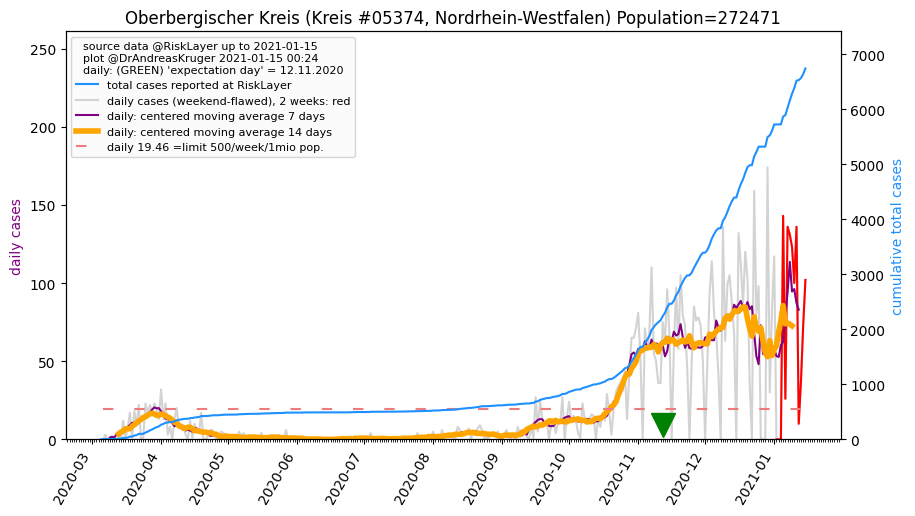 Oberbergischer Kreis (Kreis #05374, Nordrhein-Westfalen) Population=272471
source data @RiskLayer up to 2021-01-15
plot @DrAndreasKruger 2021-01-15 00:24
daily: (GREEN) 'expectation day' = 12.11.2020
total cases reported at RiskLayer
daily cases (weekend-flawed), 2 weeks: red
daily: centered moving average 7 days
daily: centered moving average 14 days
daily 19.46 =limit 500/week/1mio pop.
daily cases
250
200
150
100
50
0
7000
6000
5000
4000
3000
2000
1000
0
cumulative total cases
2020-03
2020-04
2020-05
2020-06
2020-07
2020-08
2020-09
2020-10
2020-11
2020-12
2021-01